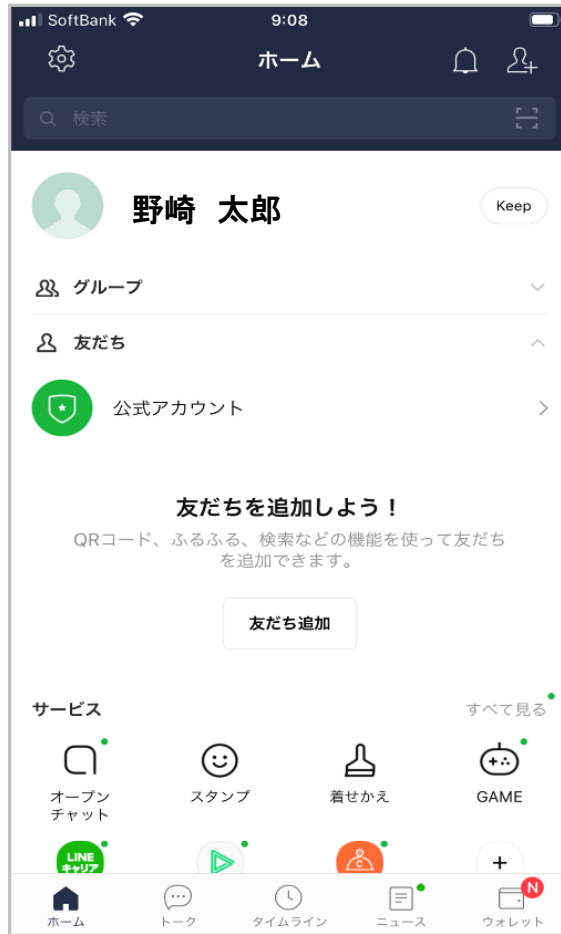 SoftBank 9:08
ホーム
検索
野崎 太郎
Keep
グループ
友だち
公式アカウント
友だちを追加しよう！
QRコード、ふるふる、検索などの機能を使って友だち
を追加できます。
友だち追加
サービス
すべて見る
オープン
チャット
スタンプ
着せかえ
GAME
LINE
キャリア
ホーム
トーク
タイムライン
ニュース
N
ウォレット